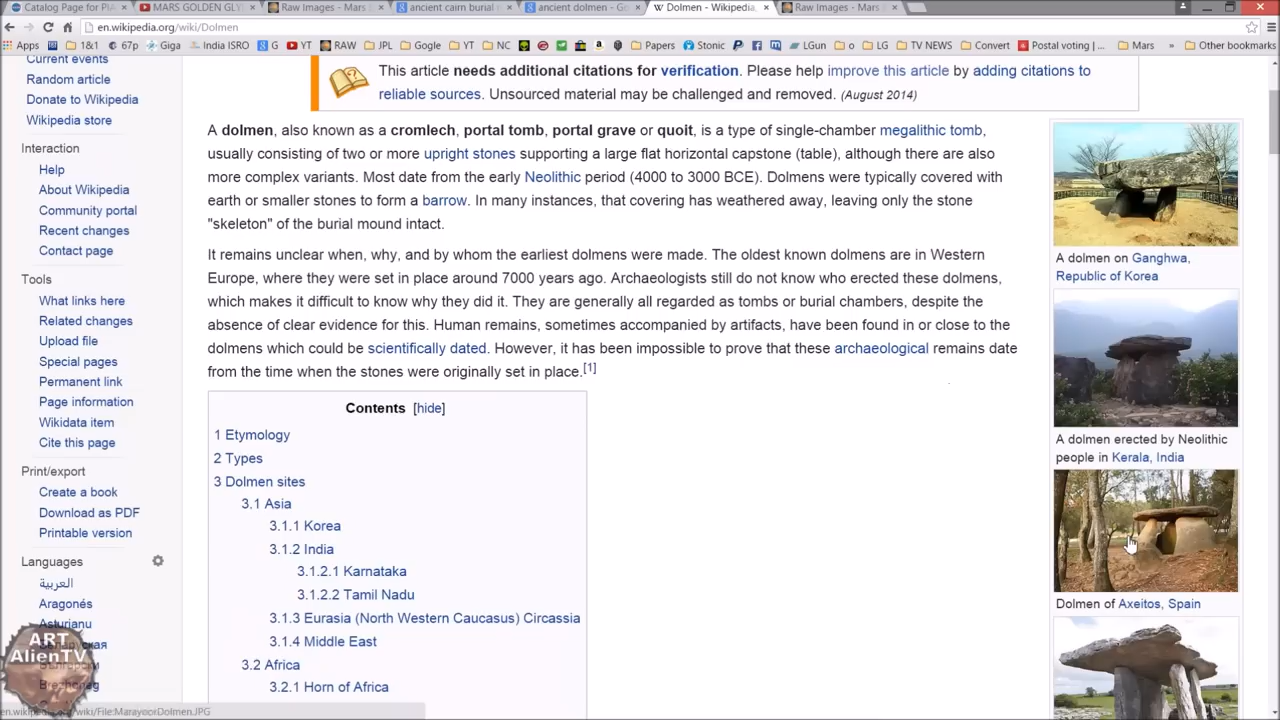 Catalog Page for PIA
MARS GOLDEN GLY
Raw Images - Mars
ancient cairn burial
ancient dolmen - Go
W Dolmen - Wikipedia,
Raw Images - Mars
en.wikipedia.org/wiki/Dolmen
Apps 1&1 67p Giga India ISRO G YT RAW JPL Gogle YT NC Papers Stonic LGun o LG TV NEWS Convert Postal voting |... Mars » Other bookmarks
Current events
Random article
Donate to Wikipedia
Wikipedia store
Interaction
Help
About Wikipedia
Community portal
Recent changes
Contact page
Tools
What links here
Related changes
Upload file
Special pages
Permanent link
Page information
Wikidata item
Cite this page
Print/export
Create a book
Download as PDF
Printable version
Languages
العربية
Aragonés
Asturianu
Brezhoneg
ART
AlienTV
en.wikipedia.org/wiki/File:MarayoorDolmen.JPG
This article needs additional citations for verification. Please help improve this article by adding citations to
reliable sources. Unsourced material may be challenged and removed. (August 2014)
A dolmen, also known as a cromlech, portal tomb, portal grave or quoit, is a type of single-chamber megalithic tomb,
usually consisting of two or more upright stones supporting a large flat horizontal capstone (table), although there are also
more complex variants. Most date from the early Neolithic period (4000 to 3000 BCE). Dolmens were typically covered with
earth or smaller stones to form a barrow. In many instances, that covering has weathered away, leaving only the stone
"skeleton" of the burial mound intact.
It remains unclear when, why, and by whom the earliest dolmens were made. The oldest known dolmens are in Western
Europe, where they were set in place around 7000 years ago. Archaeologists still do not know who erected these dolmens,
which makes it difficult to know why they did it. They are generally all regarded as tombs or burial chambers, despite the
absence of clear evidence for this. Human remains, sometimes accompanied by artifacts, have been found in or close to the
dolmens which could be scientifically dated. However, it has been impossible to prove that these archaeological remains date
from the time when the stones were originally set in place.[1]
Contents [hide]
1 Etymology
2 Types
3 Dolmen sites
3.1 Asia
3.1.1 Korea
3.1.2 India
3.1.2.1 Karnataka
3.1.2.2 Tamil Nadu
3.1.3 Eurasia (North Western Caucasus) Circassia
3.1.4 Middle East
3.2 Africa
3.2.1 Horn of Africa
A dolmen on Ganghwa,
Republic of Korea
A dolmen erected by Neolithic
people in Kerala, India
Dolmen of Axeitos, Spain